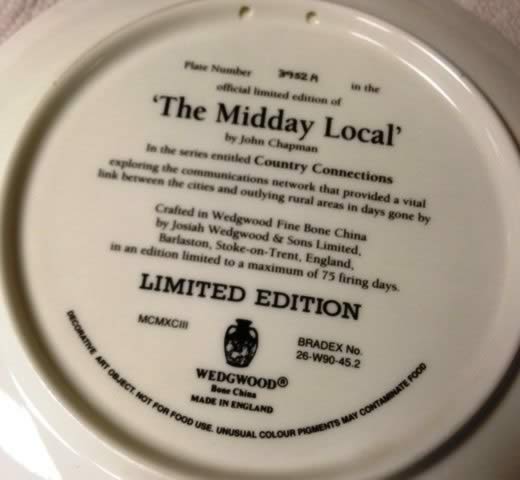 Plate Number 3952A in the
official limited edition of
'The Midday Local'
by John Chapman
In the series entitled Country Connections
exploring the communications network that provided a vital
link between the cities and outlying rural areas in days gone by
Crafted in Wedgwood Fine Bone China
by Josiah Wedgwood & Sons Limited,
Barlaston, Stoke-on-Trent, England,
in an edition limited to a maximum of 75 firing days.
LIMITED EDITION
MCMXCIII
BRADEX No.
26-W90-45.2
WEDGWOOD®
Bone China
MADE IN ENGLAND
DECORATIVE ART OBJECT. NOT FOR FOOD USE. UNUSUAL COLOUR PIGMENTS MAY CONTAMINATE FOOD